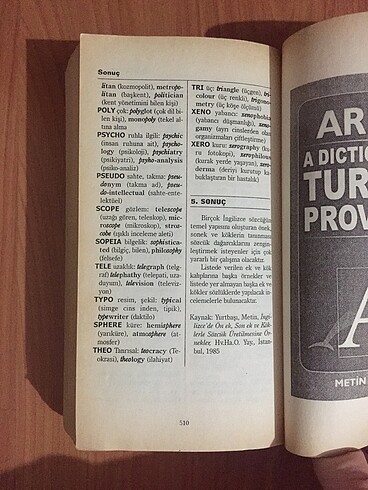 Sonuç
litan (kozmopolit), metropo-
litan (başkent), politician
(kent yönetimini bilen kişi)
POLY çok: polyglot (çok dil bi-
len kişi), monopoly (tekel al-
tına alma
PSYCHO ruhla ilgili: psychic
(insan ruhuna ait), psycho-
logy (psikoloji), psychiatry
(psikiyatri), psycho-analysis
(psiko-analiz)
PSEUDO sahte, takma: pseu-
donym (takma ad), pseu-
do-intellectual (sahte-ente-
lektüel)
SCOPE gözlem: telescope
(uzağı gören, teleskop), mic-
roscope (mikroskop), stros-
cobe (ışıklı inceleme aleti)
SOPEIA bilgelik: sophistica-
ted (bilgiç, bilen), philosophy
(felsefe)
TELE uzaklık: telegraph (telg-
raf), telephathy (telepati, uza-
duyum), television (televiz-
yon)
TYPO resim, şekil: typical
(simge cins inden, tipik),
typewriter (daktilo)
SPHERE küre: hemisphere
(yarıküre), atmosphere (at-
mosfer)
THEO Tanrısal: teocracy (Te-
okrasi), theology (ilahiyat)
TRI üç: triangle (üçgen), tri-
colour (üç renkli), trigono-
metry (üç köşe ölçümü)
XENO yabancı: xenophobia
(yabancı düşmanlığı), xeno-
gamy (ayrı cinslerden olan
organizmaları çiftleştirme)
XERO kuru: xerography (ku-
ru fotokopi), xerophilous
(kurak yerde yaşayan), xero-
derma (deriyi kurutup ka-
buklaştıran bir hastalık)
5. SONUÇ
Birçok İngilizce sözcüğün
temel yapısını oluşturan önek,
sonek ve köklerin tanınması
sözcük dağarcıklarını zengin-
leştirmek isteyenler için çok
yararlı bir çalışma olacaktır.
Listede verilen ek ve kök-
kalıplarına başka örnekler ve
listede yer almayan başka ek ve
kökler sözlüklerde yapılacak in-
celemelerle bulunacaktır.
Kaynak: Yurtbaşı, Metin, İngi-
lizce'de Ön ek, Son ek ve Kök-
lerle Sözcük Üretilmesine Ör-
nekler, Hv.Ha.O. Yay., İstan-
bul, 1985
510
A DICTIO
TUR
PROV
METİN